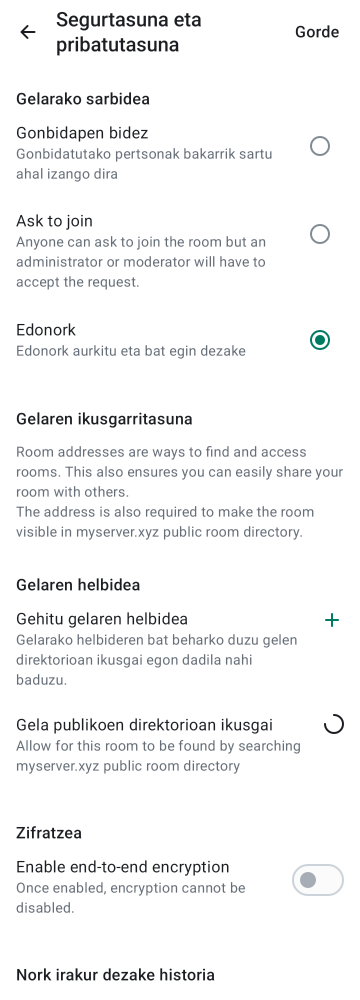 Segurtasuna eta
pribatutasuna
Gorde
Gelarako sarbidea
Gonbidapen bidez
Gonbidatutako pertsonak bakarrik sartu
ahal izango dira
Ask to join
Anyone can ask to join the room but an
administrator or moderator will have to
accept the request.
Edonork
Edonork aurkitu eta bat egin dezake
Gelaren ikusgarritasuna
Room addresses are ways to find and access
rooms. This also ensures you can easily share your
room with others.
The address is also required to make the room
visible in myserver.xyz public room directory.
Gelaren helbidea
Gehitu gelaren helbidea
Gelarako helbideren bat beharko duzu gelen
direktorioan ikusgai egon dadila nahi
baduzu.
Gela publikoen direktorioan ikusgai
Allow for this room to be found by searching
myserver.xyz public room directory
Zifratzea
Enable end-to-end encryption
Once enabled, encryption cannot be
disabled.
Nork irakur dezake historia